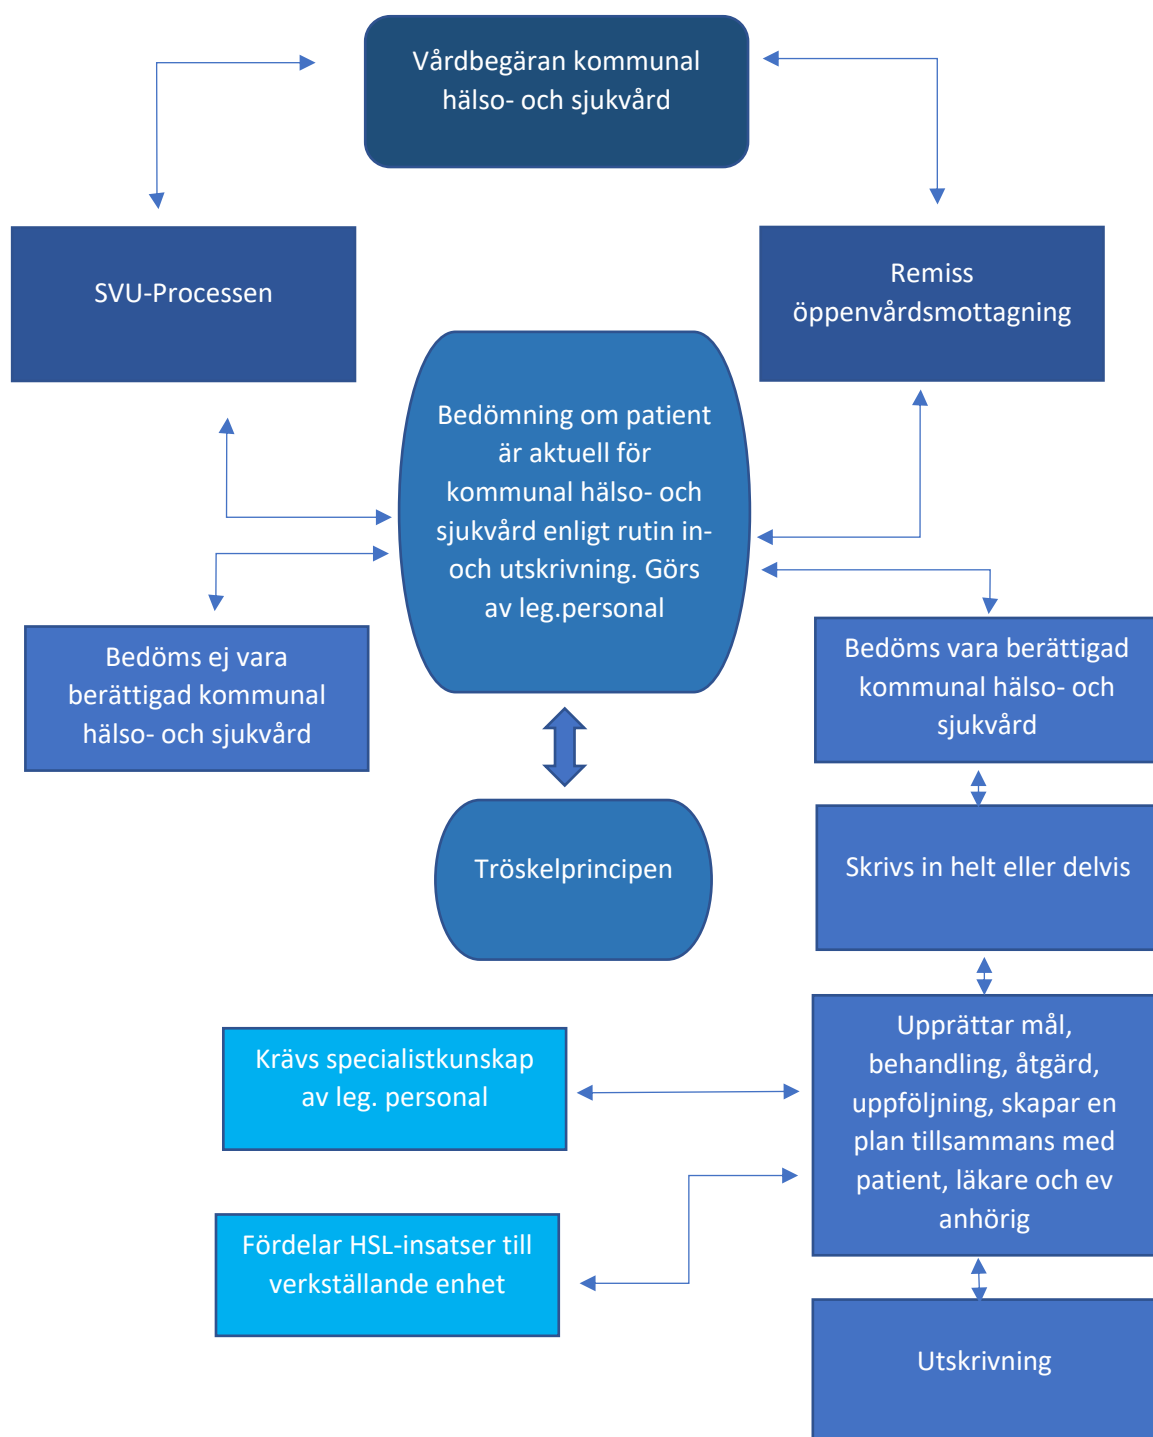 Vårdbegäran kommunal
hälso- och sjukvård
SVU-Processen
Remiss
öppenvårdsmottagning
Bedömning om patient
är aktuell för
kommunal hälso- och
sjukvård enligt rutin in-
och utskrivning. Görs
av leg.personal
Bedöms ej vara
berättigad kommunal
hälso- och sjukvård
Bedöms vara berättigad
kommunal hälso- och
sjukvård
Tröskelprincipen
Skrivs in helt eller delvis
Krävs specialistkunskap
av leg. personal
Upprättar mål,
behandling, åtgärd,
uppföljning, skapar en
plan tillsammans med
patient, läkare och ev
anhörig
Fördelar HSL-insatser till
verkställande enhet
Utskrivning